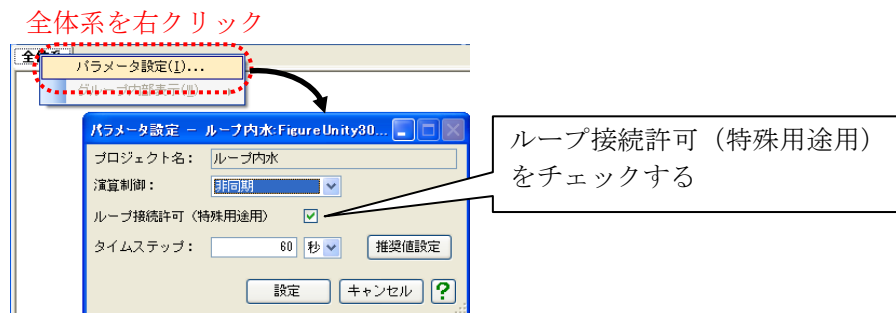 全体系を右クリック
パラメータ設定(I)...
パラメータ設定 － ループ内水:FigureUnity30...
プロジェクト名： ループ内水
演算制御： 非同期
ループ接続許可（特殊用途用）
タイムステップ： 60 秒 推奨値設定
設定 キャンセル ?
ループ接続許可（特殊用途用）
をチェックする